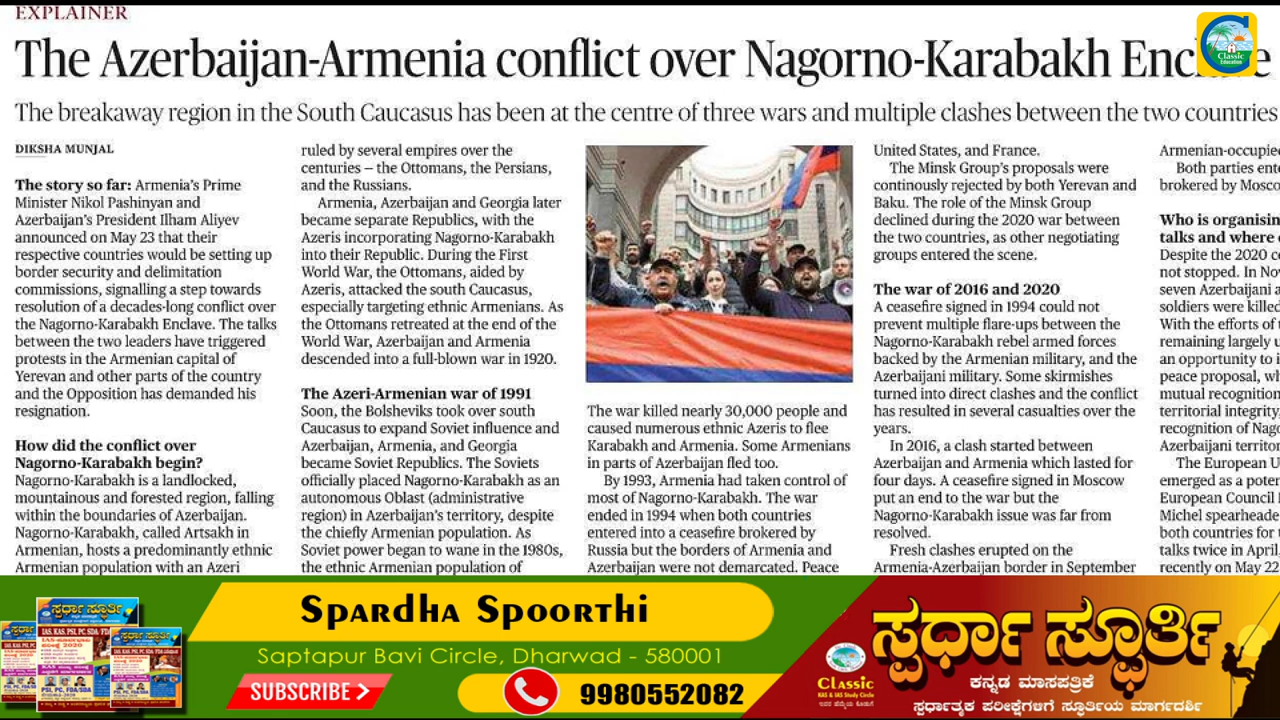 EXPLAINER
The Azerbaijan-Armenia conflict over Nagorno-Karabakh Enclave
The breakaway region in the South Caucasus has been at the centre of three wars and multiple clashes between the two countries
DIKSHA MUNJAL
The story so far: Armenia's Prime
Minister Nikol Pashinyan and
Azerbaijan's President Ilham Aliyev
announced on May 23 that their
respective countries would be setting up
border security and delimitation
commissions, signalling a step towards
resolution of a decades-long conflict over
the Nagorno-Karabakh Enclave. The talks
between the two leaders have triggered
protests in the Armenian capital of
Yerevan and other parts of the country
and the Opposition has demanded his
resignation.
How did the conflict over
Nagorno-Karabakh begin?
Nagorno-Karabakh is a landlocked,
mountainous and forested region, falling
within the boundaries of Azerbaijan.
Nagorno-Karabakh, called Artsakh in
Armenian, hosts a predominantly ethnic
Armenian population with an Azeri
ruled by several empires over the
centuries – the Ottomans, the Persians,
and the Russians.
Armenia, Azerbaijan and Georgia later
became separate Republics, with the
Azeris incorporating Nagorno-Karabakh
into their Republic. During the First
World War, the Ottomans, aided by
Azeris, attacked the south Caucasus,
especially targeting ethnic Armenians. As
the Ottomans retreated at the end of the
World War, Azerbaijan and Armenia
descended into a full-blown war in 1920.
The Azeri-Armenian war of 1991
Soon, the Bolsheviks took over south
Caucasus to expand Soviet influence and
Azerbaijan, Armenia, and Georgia
became Soviet Republics. The Soviets
officially placed Nagorno-Karabakh as an
autonomous Oblast (administrative
region) in Azerbaijan's territory, despite
the chiefly Armenian population. As
Soviet power began to wane in the 1980s,
the ethnic Armenian population of
The war killed nearly 30,000 people and
caused numerous ethnic Azeris to flee
Karabakh and Armenia. Some Armenians
in parts of Azerbaijan fled too.
By 1993, Armenia had taken control of
most of Nagorno-Karabakh. The war
ended in 1994 when both countries
entered into a ceasefire brokered by
Russia but the borders of Armenia and
Azerbaijan were not demarcated. Peace
United States, and France.
The Minsk Group's proposals were
continously rejected by both Yerevan and
Baku. The role of the Minsk Group
declined during the 2020 war between
the two countries, as other negotiating
groups entered the scene.
The war of 2016 and 2020
A ceasefire signed in 1994 could not
prevent multiple flare-ups between the
Nagorno-Karabakh rebel armed forces
backed by the Armenian military, and the
Azerbaijani military. Some skirmishes
turned into direct clashes and the conflict
has resulted in several casualties over the
years.
In 2016, a clash started between
Azerbaijan and Armenia which lasted for
four days. A ceasefire signed in Moscow
put an end to the war but the
Nagorno-Karabakh issue was far from
resolved.
Fresh clashes erupted on the
Armenia-Azerbaijan border in September
Armenian-occupied
Both parties ente
brokered by Mosco
Who is organising
talks and where
Despite the 2020 ce
not stopped. In Nov
seven Azerbaijani a
soldiers were killed
With the efforts of
remaining largely u
an opportunity to i
peace proposal, wh
mutual recognition
territorial integrity,
recognition of Nago
Azerbaijani territor
The European U
emerged as a poten
European Council
Michel spearheade
both countries for
talks twice in April,
recently on May 22
Classic
Education
Spardha Spoorthi
Saptapur Bavi Circle, Dharwad - 580001
SUBSCRIBE
9980552082
Classic
KAS & IAS Study Circle
ಸ್ಪರ್ಧಾ ಸ್ಫೂರ್ತಿ
ಕನ್ನಡ ಮಾಸಪತ್ರಿಕೆ
ಸ್ಪರ್ಧಾತ್ಮಕ ಪರೀಕ್ಷೆಗಳಿಗೆ ಸ್ಫೂರ್ತಿಯ ಮಾರ್ಗದರ್ಶಿ